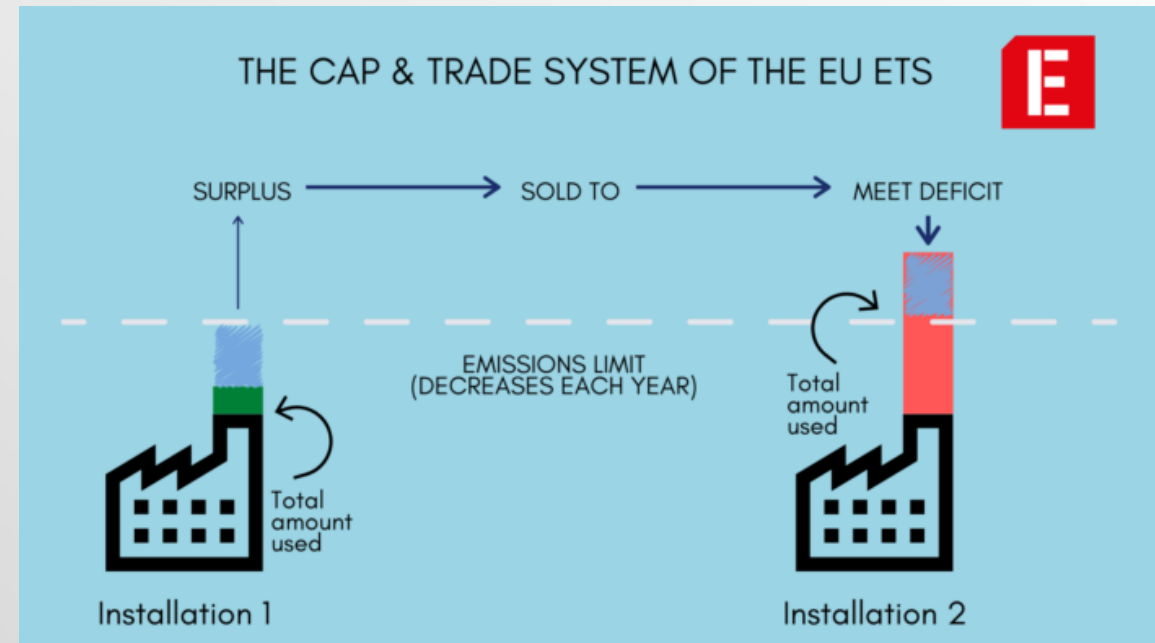 THE CAP & TRADE SYSTEM OF THE EU ETS
E
SURPLUS
SOLD TO
MEET DEFICIT
EMISSIONS LIMIT
(DECREASES EACH YEAR)
Total
amount
used
Total
amount
used
Installation 1
Installation 2